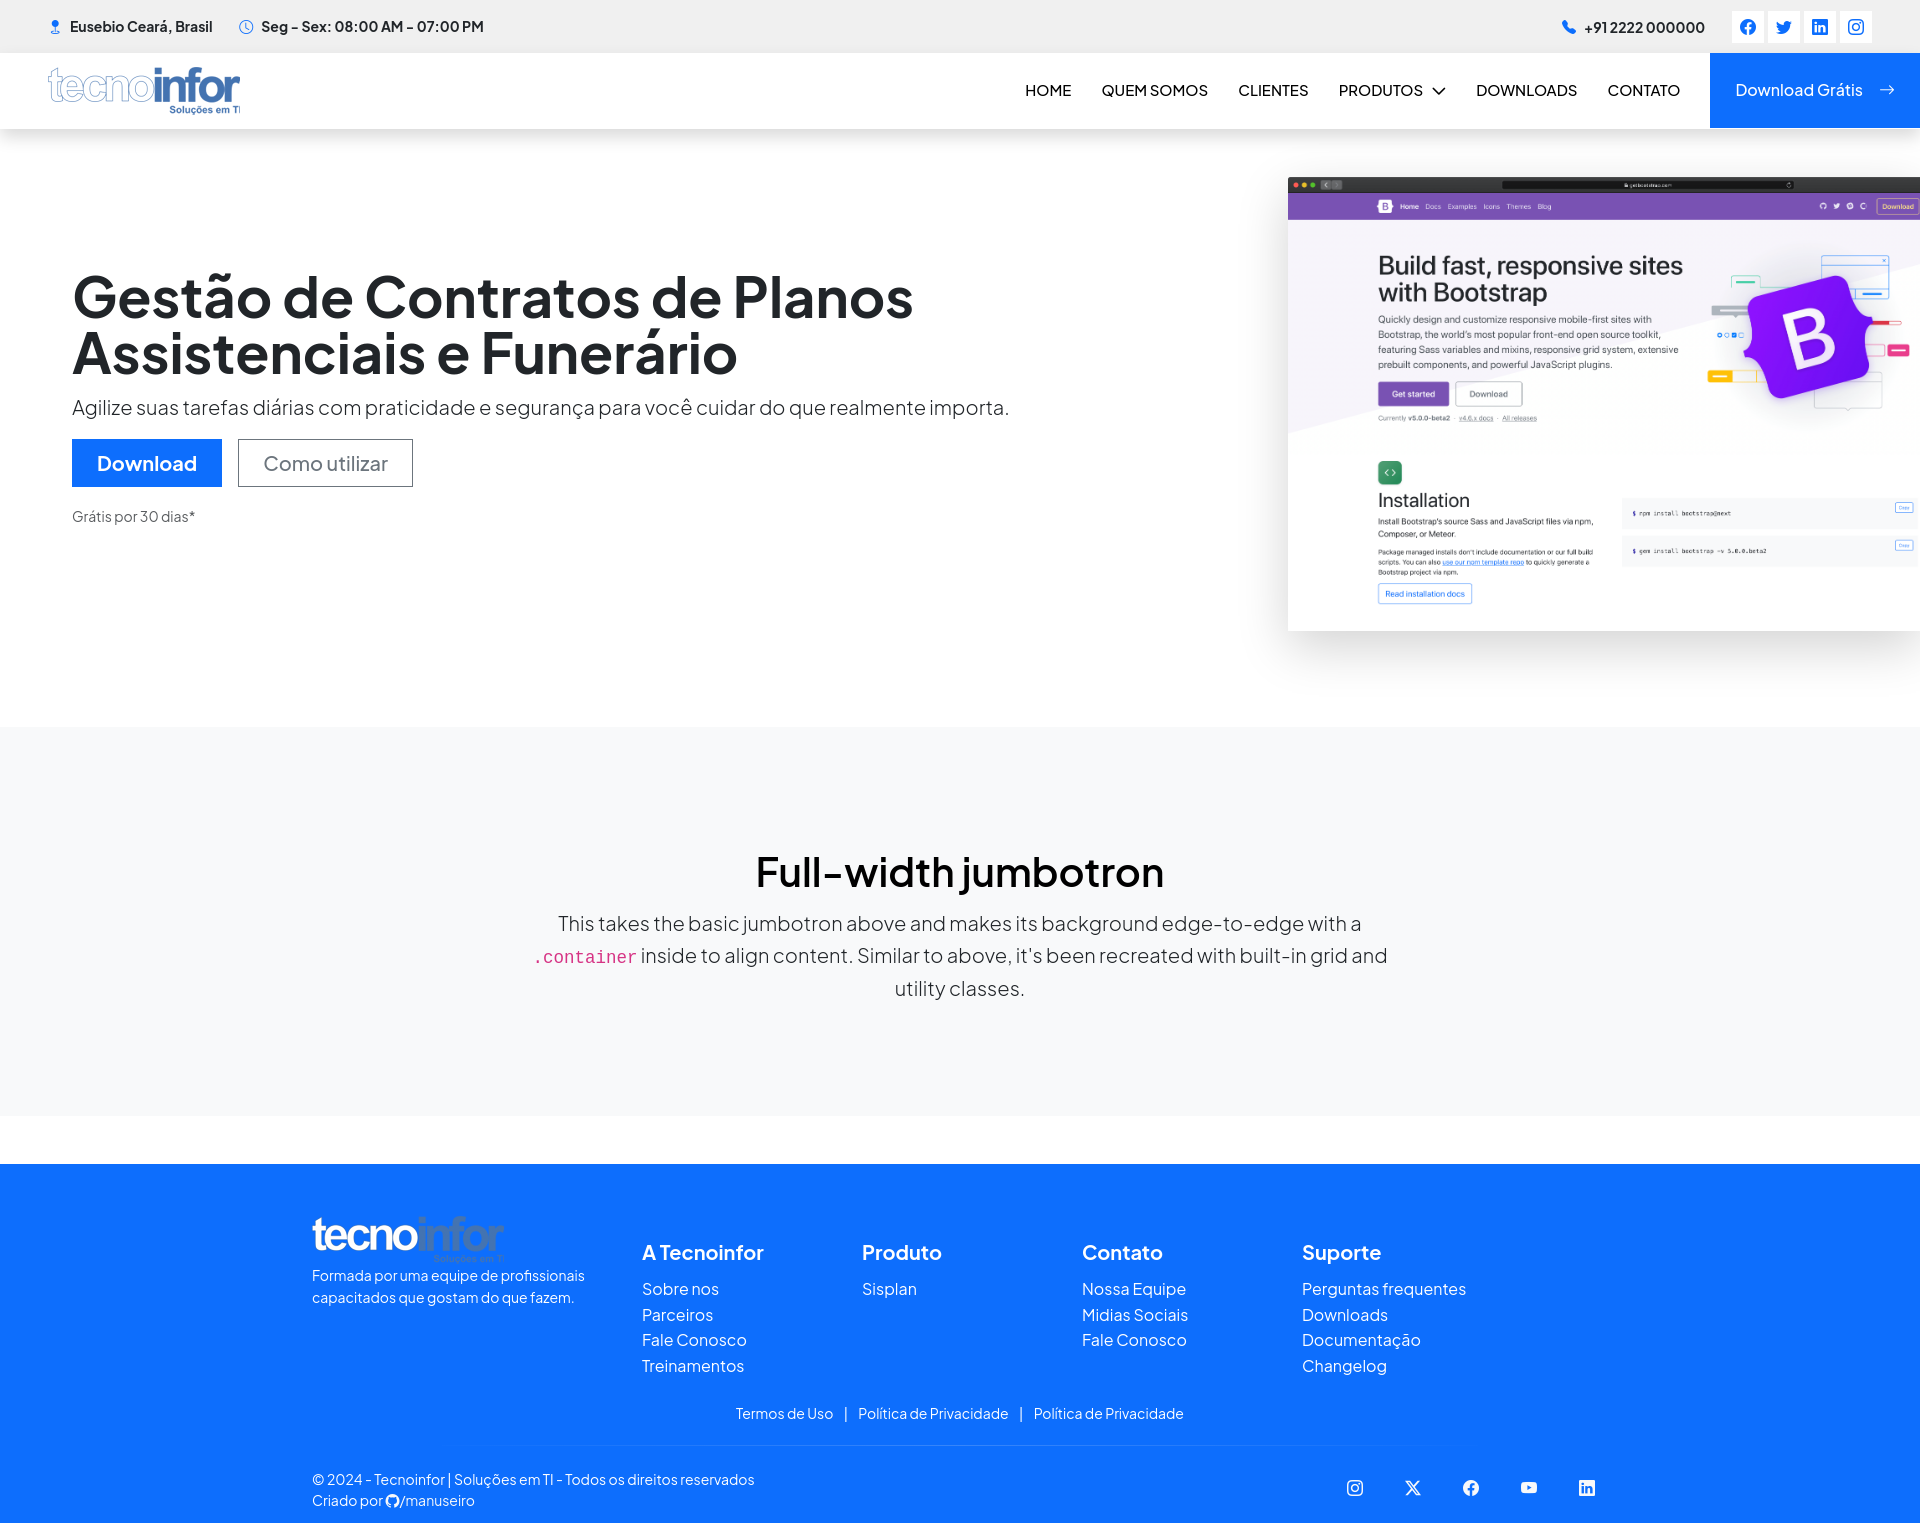 Eusebio Ceará, Brasil
Seg - Sex: 08:00 AM - 07:00 PM
+91 2222 000000
tecnoinfor
Soluções em TI
HOME
QUEM SOMOS
CLIENTES
PRODUTOS
DOWNLOADS
CONTATO
Download Grátis
Gestão de Contratos de Planos
Assistenciais e Funerário
Agilize suas tarefas diárias com praticidade e segurança para você cuidar do que realmente importa.
Download
Como utilizar
Grátis por 30 dias*
getbootstrap.com
B
Home
Docs
Examples
Icons
Themes
Blog
Download
Build fast, responsive sites
with Bootstrap
Quickly design and customize responsive mobile-first sites with
Bootstrap, the world's most popular front-end open source toolkit,
featuring Sass variables and mixins, responsive grid system, extensive
prebuilt components, and powerful JavaScript plugins.
Get started
Download
Currently v5.0.0-beta2 · v4.6.x docs · All releases
B
Installation
Install Bootstrap's source Sass and JavaScript files via npm,
Composer, or Meteor.
Package managed installs don't include documentation or our full build
scripts. You can also use our npm template repo to quickly generate a
Bootstrap project via npm.
Read installation docs
$ npm install bootstrap@next
Copy
$ gem install bootstrap -v 5.0.0.beta2
Copy
Full-width jumbotron
This takes the basic jumbotron above and makes its background edge-to-edge with a
.container inside to align content. Similar to above, it's been recreated with built-in grid and
utility classes.
tecnoinfor
Soluções em TI
Formada por uma equipe de profissionais
capacitados que gostam do que fazem.
A Tecnoinfor
Sobre nos
Parceiros
Fale Conosco
Treinamentos
Produto
Sisplan
Contato
Nossa Equipe
Midias Sociais
Fale Conosco
Suporte
Perguntas frequentes
Downloads
Documentação
Changelog
Termos de Uso | Política de Privacidade | Política de Privacidade
© 2024 - Tecnoinfor | Soluções em TI - Todos os direitos reservados
Criado por /manuseiro